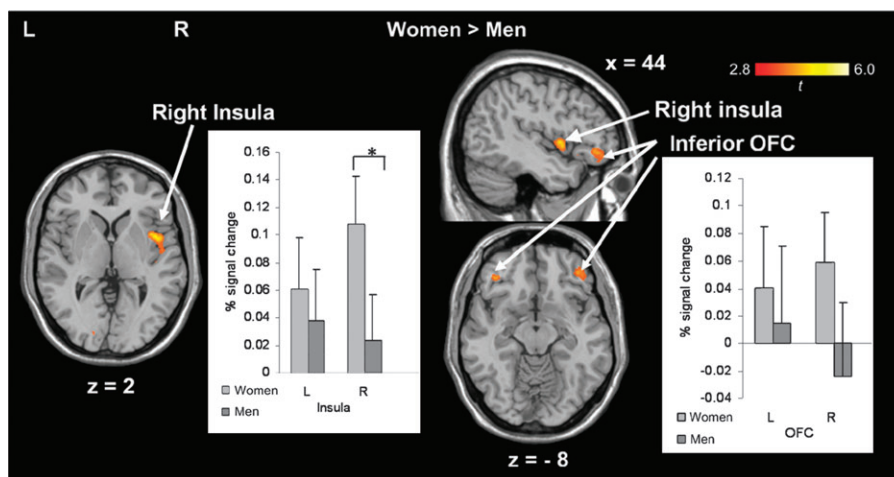 L R Women > Men
x = 44
2.8 6.0
t
Right Insula
Right insula
Inferior OFC
0.16
0.14
0.12
0.1
0.08
0.06
0.04
0.02
0
% signal change
*
L R
Insula
Women
Men
z = 2
z = - 8
0.12
0.1
0.08
0.06
0.04
0.02
0
-0.02
-0.04
% signal change
L R
OFC
Women
Men